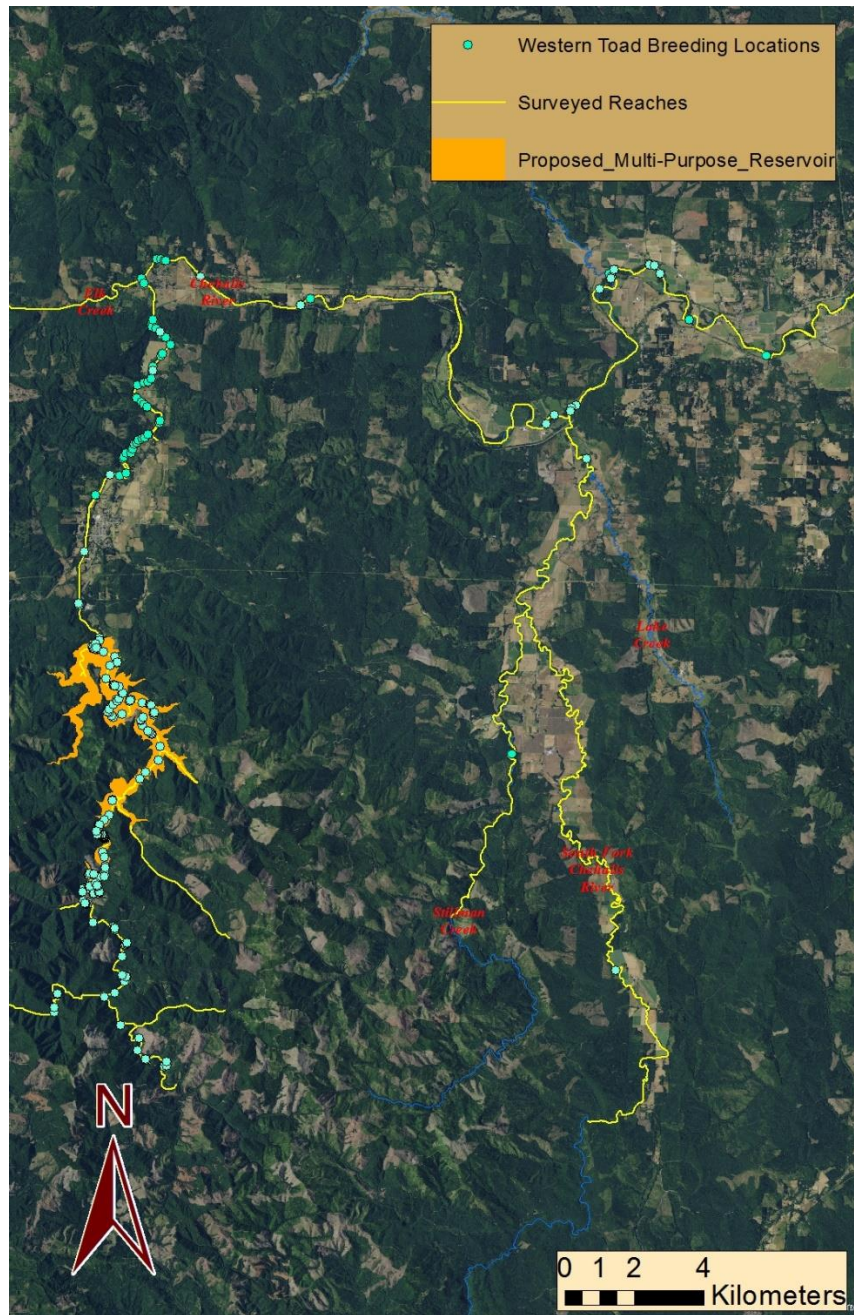 Western Toad Breeding Locations
Surveyed Reaches
Proposed_Multi-Purpose_Reservoir
Elk
Creek
Chehalis
River
Lake
Creek
South Fork
Chehalis
River
Stillman
Creek
N
0 1 2 4
Kilometers